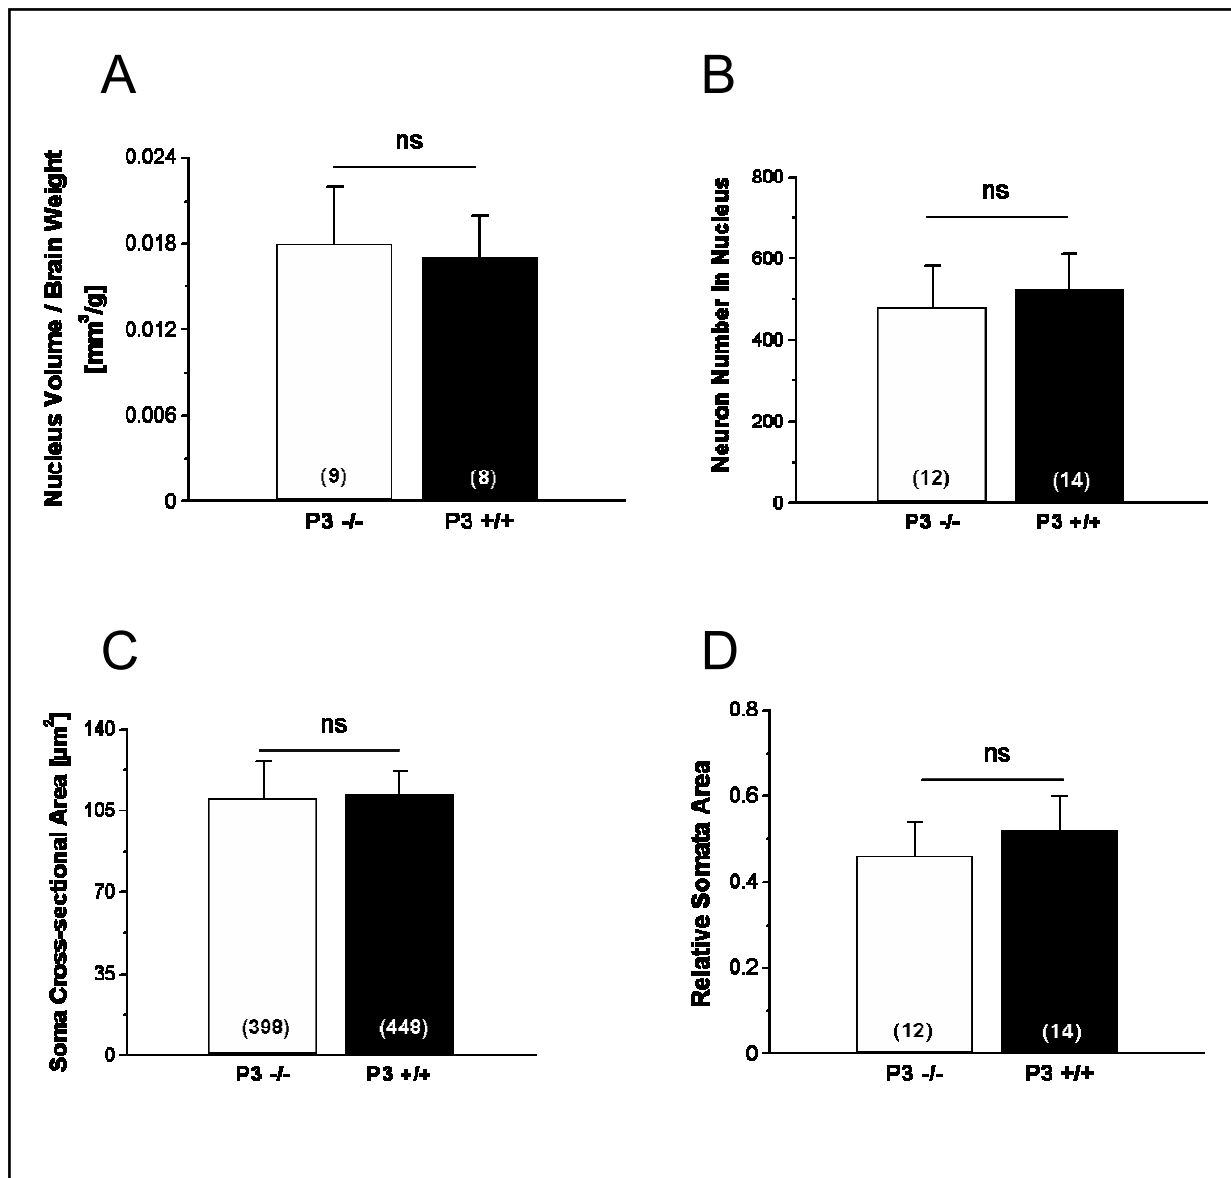 A
Nucleus Volume / Brain Weight
[mm³/g]
0.024
0.018
0.012
0.006
0
ns
(9)
(8)
P3 -/-
P3 +/+
B
Neuron Number in Nucleus
800
600
400
200
0
ns
(12)
(14)
P3 -/-
P3 +/+
C
Soma Cross-sectional Area [µm²]
140
105
70
35
0
ns
(398)
(448)
P3 -/-
P3 +/+
D
Relative Somata Area
0.8
0.6
0.4
0.2
0
ns
(12)
(14)
P3 -/-
P3 +/+